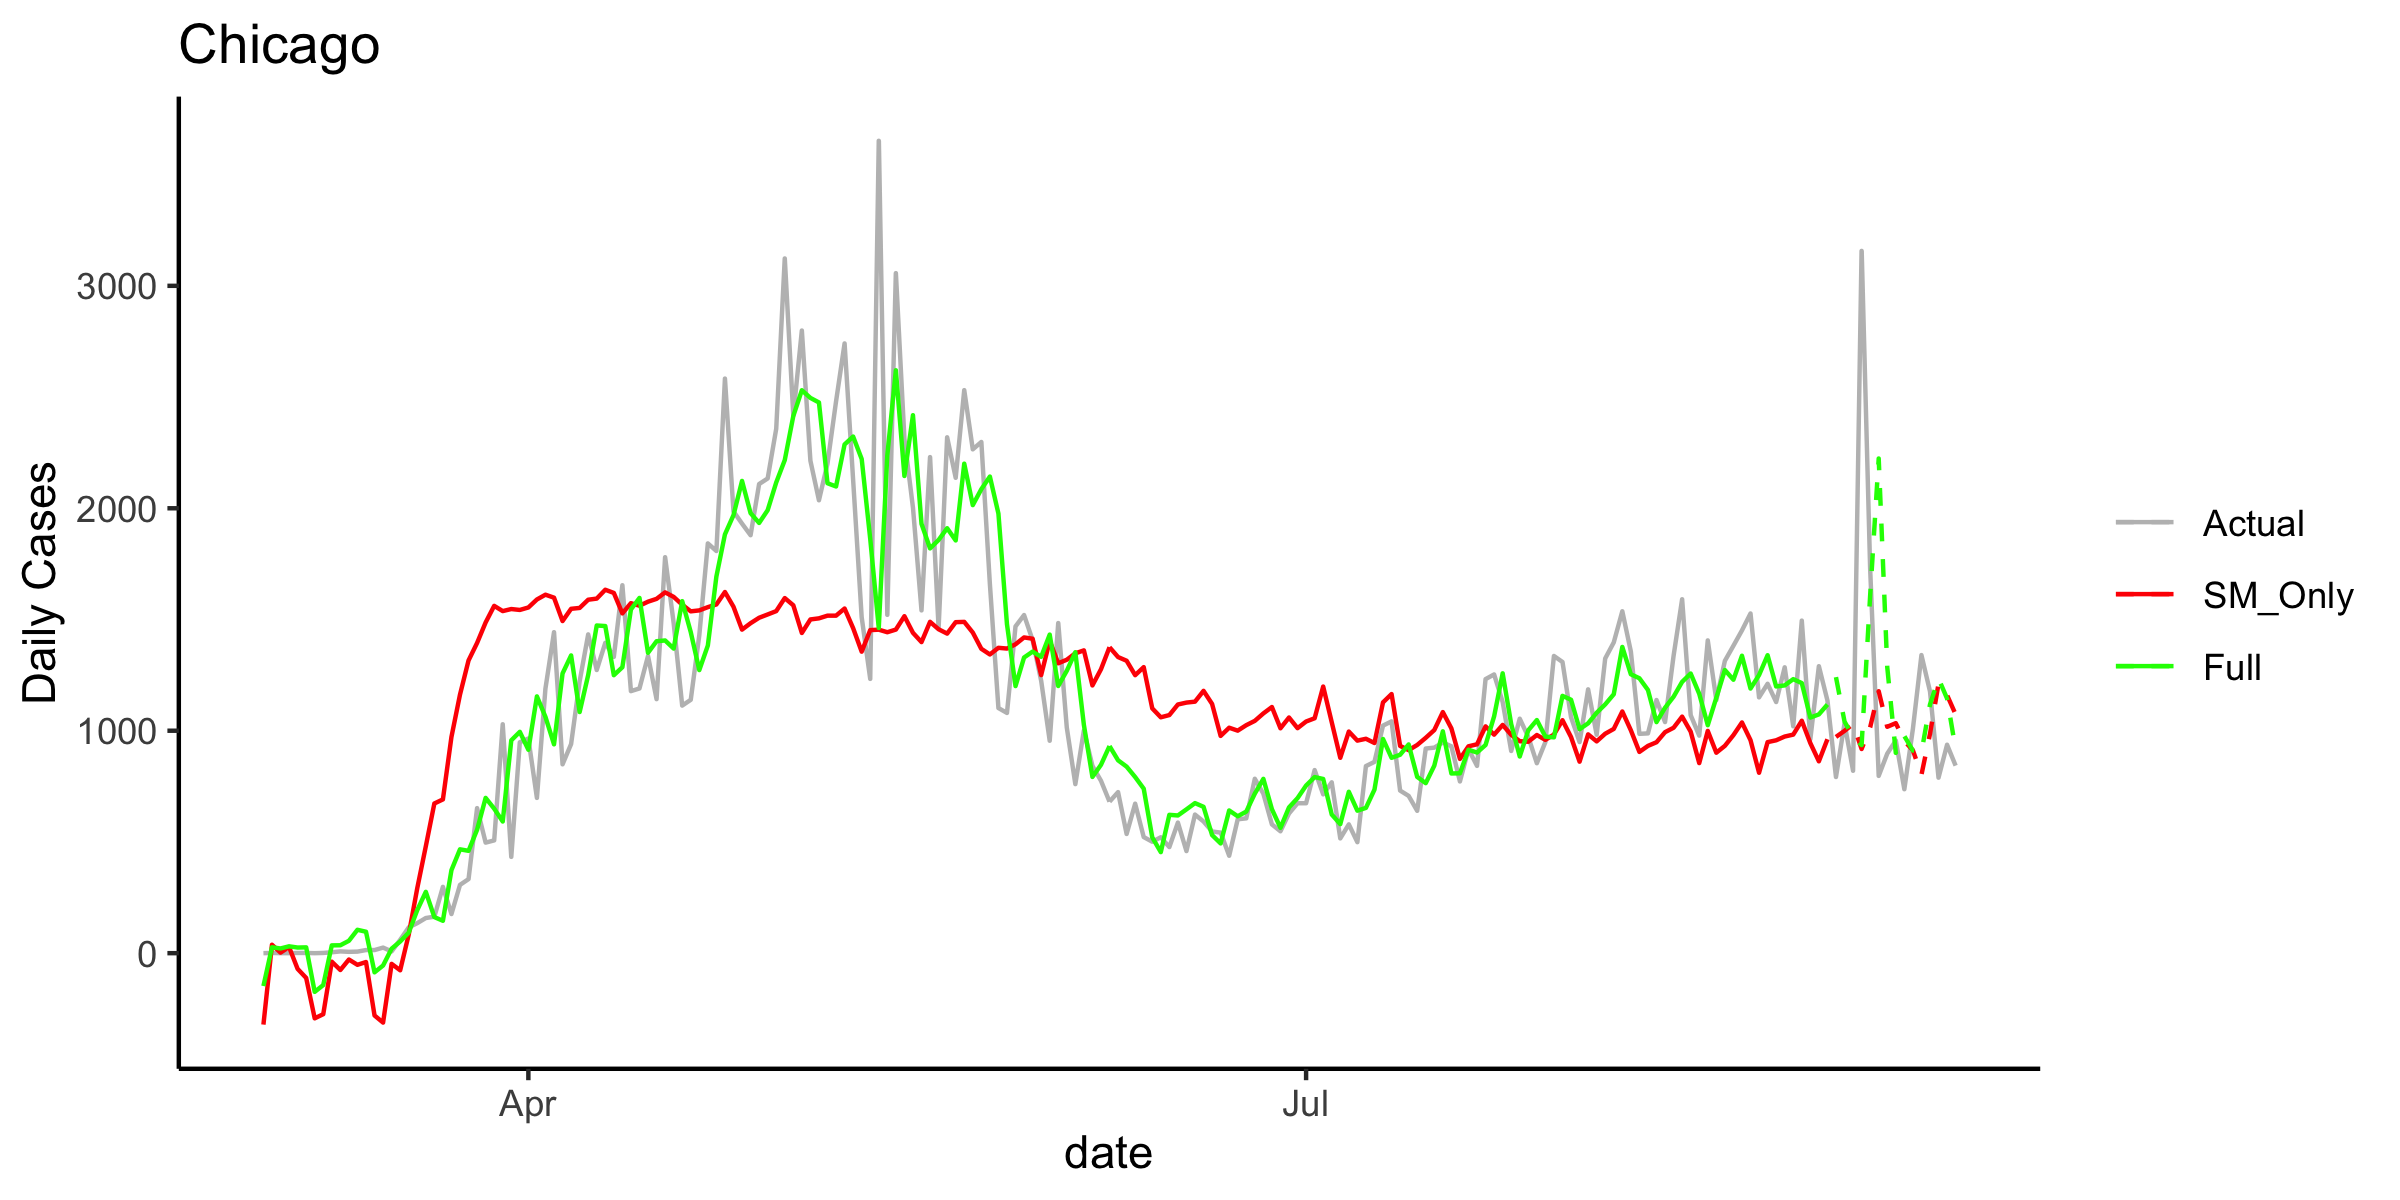 Chicago
Daily Cases
3000
2000
1000
0
Apr
Jul
date
Actual
SM_Only
Full